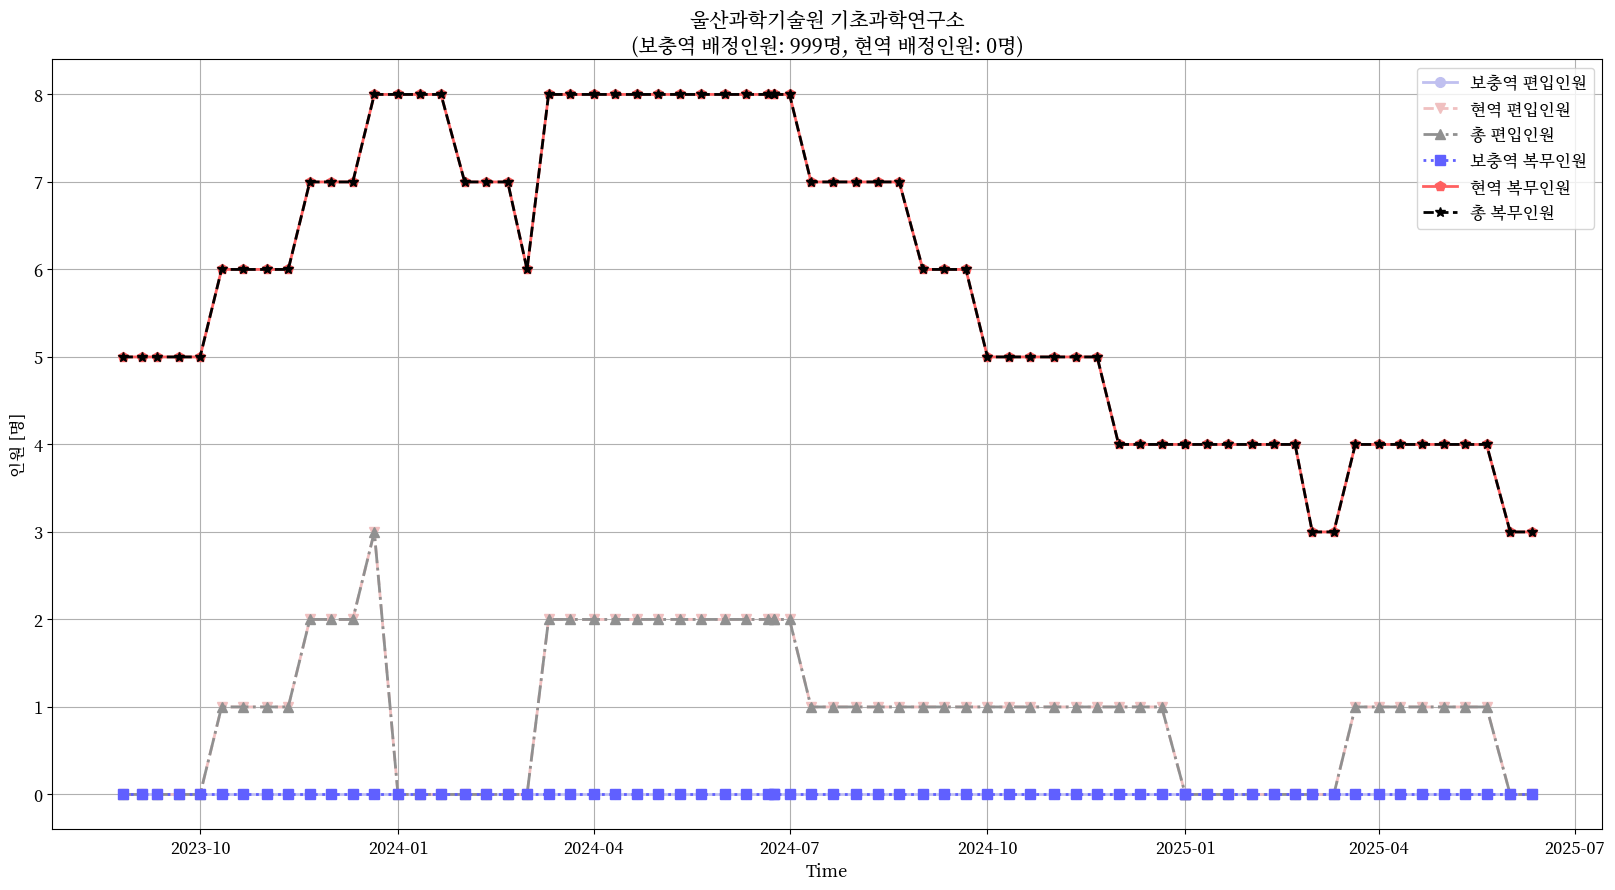 울산과학기술원 기초과학연구소
(보충역 배정인원: 999명, 현역 배정인원: 0명)
보충역 편입인원
현역 편입인원
총 편입인원
보충역 복무인원
현역 복무인원
총 복무인원
인원 [명]
8
7
6
5
4
3
2
1
0
2023-10
2024-01
2024-04
2024-07
2024-10
2025-01
2025-04
2025-07
Time